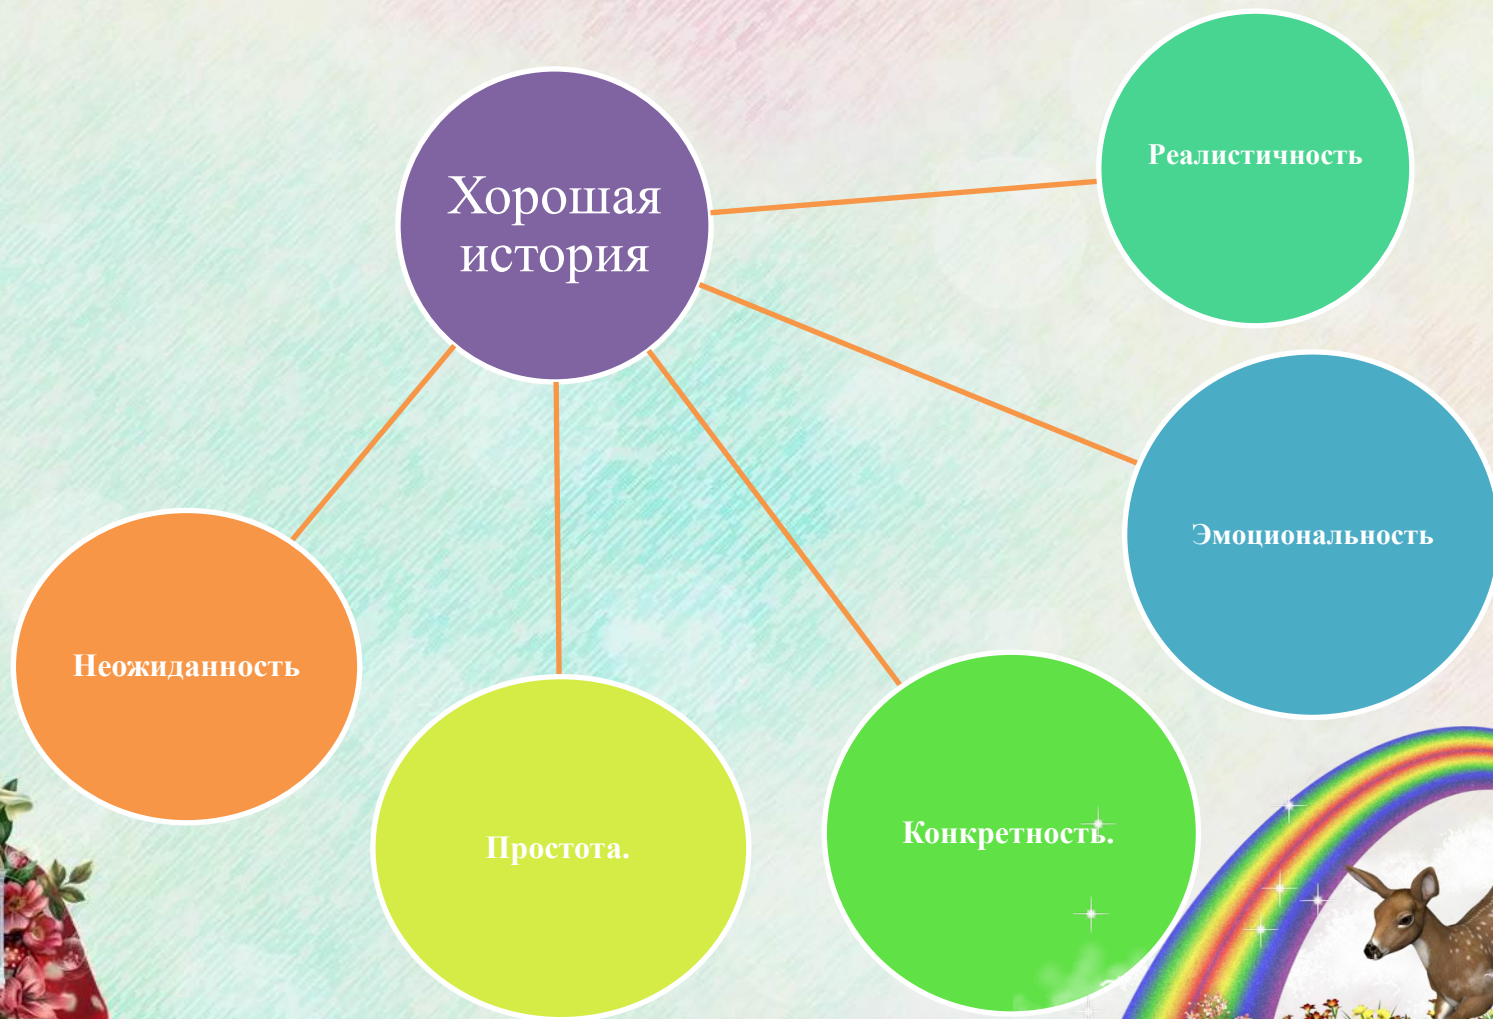 Хорошая
история
Реалистичность
Эмоциональность
Конкретность.
Простота.
Неожиданность